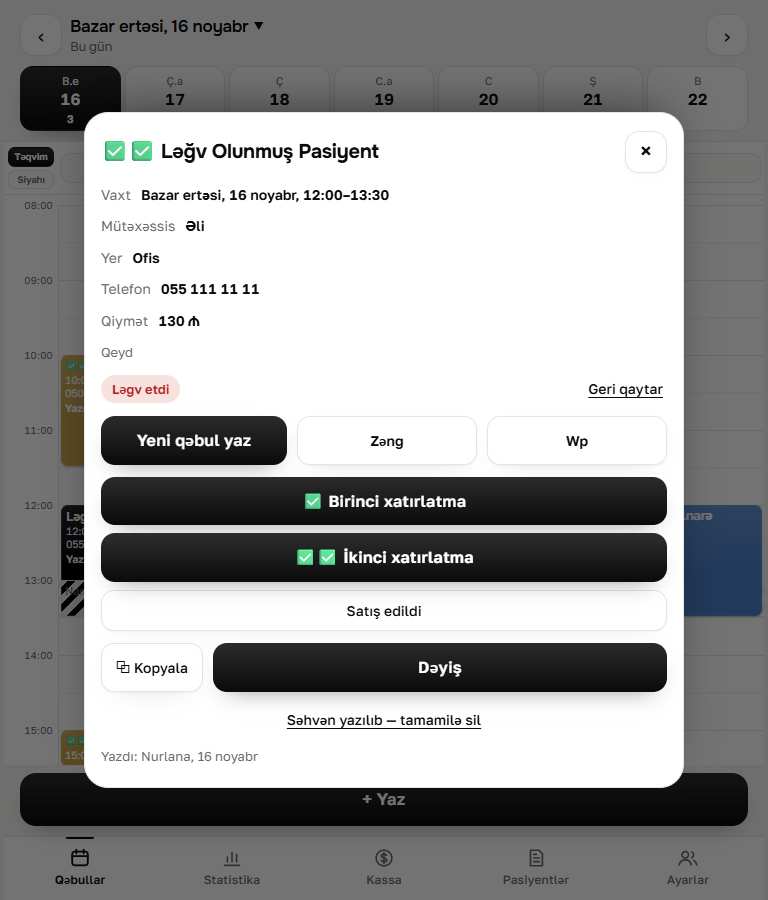 ‹
Bazar ertəsi, 16 noyabr ▼
Bu gün
›
B.e
16
3
Ç.a
17
Ç
18
C.a
19
C
20
Ş
21
B
22
Təqvim
Siyahı
08:00
09:00
10:00
11:00
12:00
13:00
14:00
15:00
✅ ✅ Ləğv Olunmuş Pasiyent
×
Vaxt Bazar ertəsi, 16 noyabr, 12:00–13:30
Mütəxəssis Əli
Yer Ofis
Telefon 055 111 11 11
Qiymət 130 ₼
Qeyd
Ləgv etdi
Geri qaytar
Yeni qəbul yaz
Zəng
Wp
✅ Birinci xatırlatma
✅ ✅ İkinci xatırlatma
Satış edildi
Kopyala
Dəyiş
Səhvən yazılıb — tamamilə sil
Yazdı: Nurlana, 16 noyabr
+ Yaz
Qəbullar
Statistika
Kassa
Pasiyentlər
Ayarlar